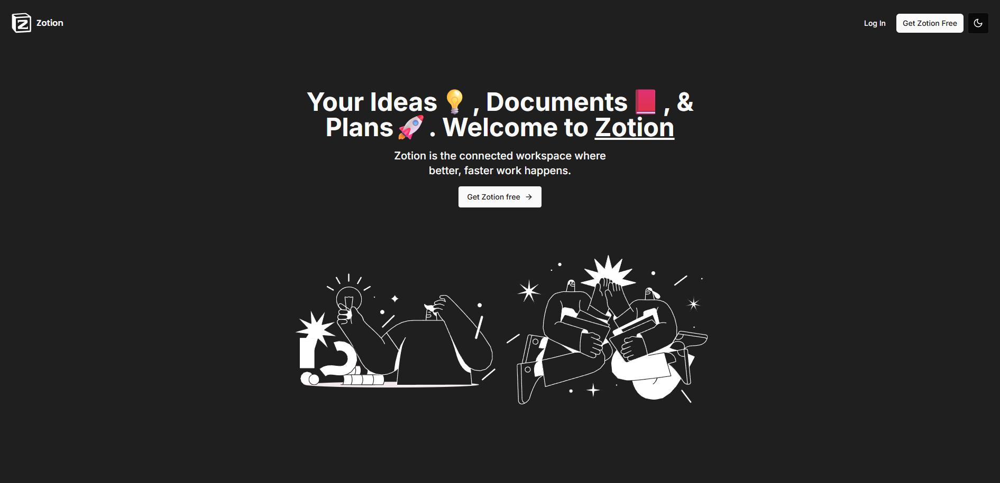 Zotion
Log In
Get Zotion Free
Your Ideas💡, Documents📕, &
Plans🚀. Welcome to Zotion
Zotion is the connected workspace where
better, faster work happens.
Get Zotion free →